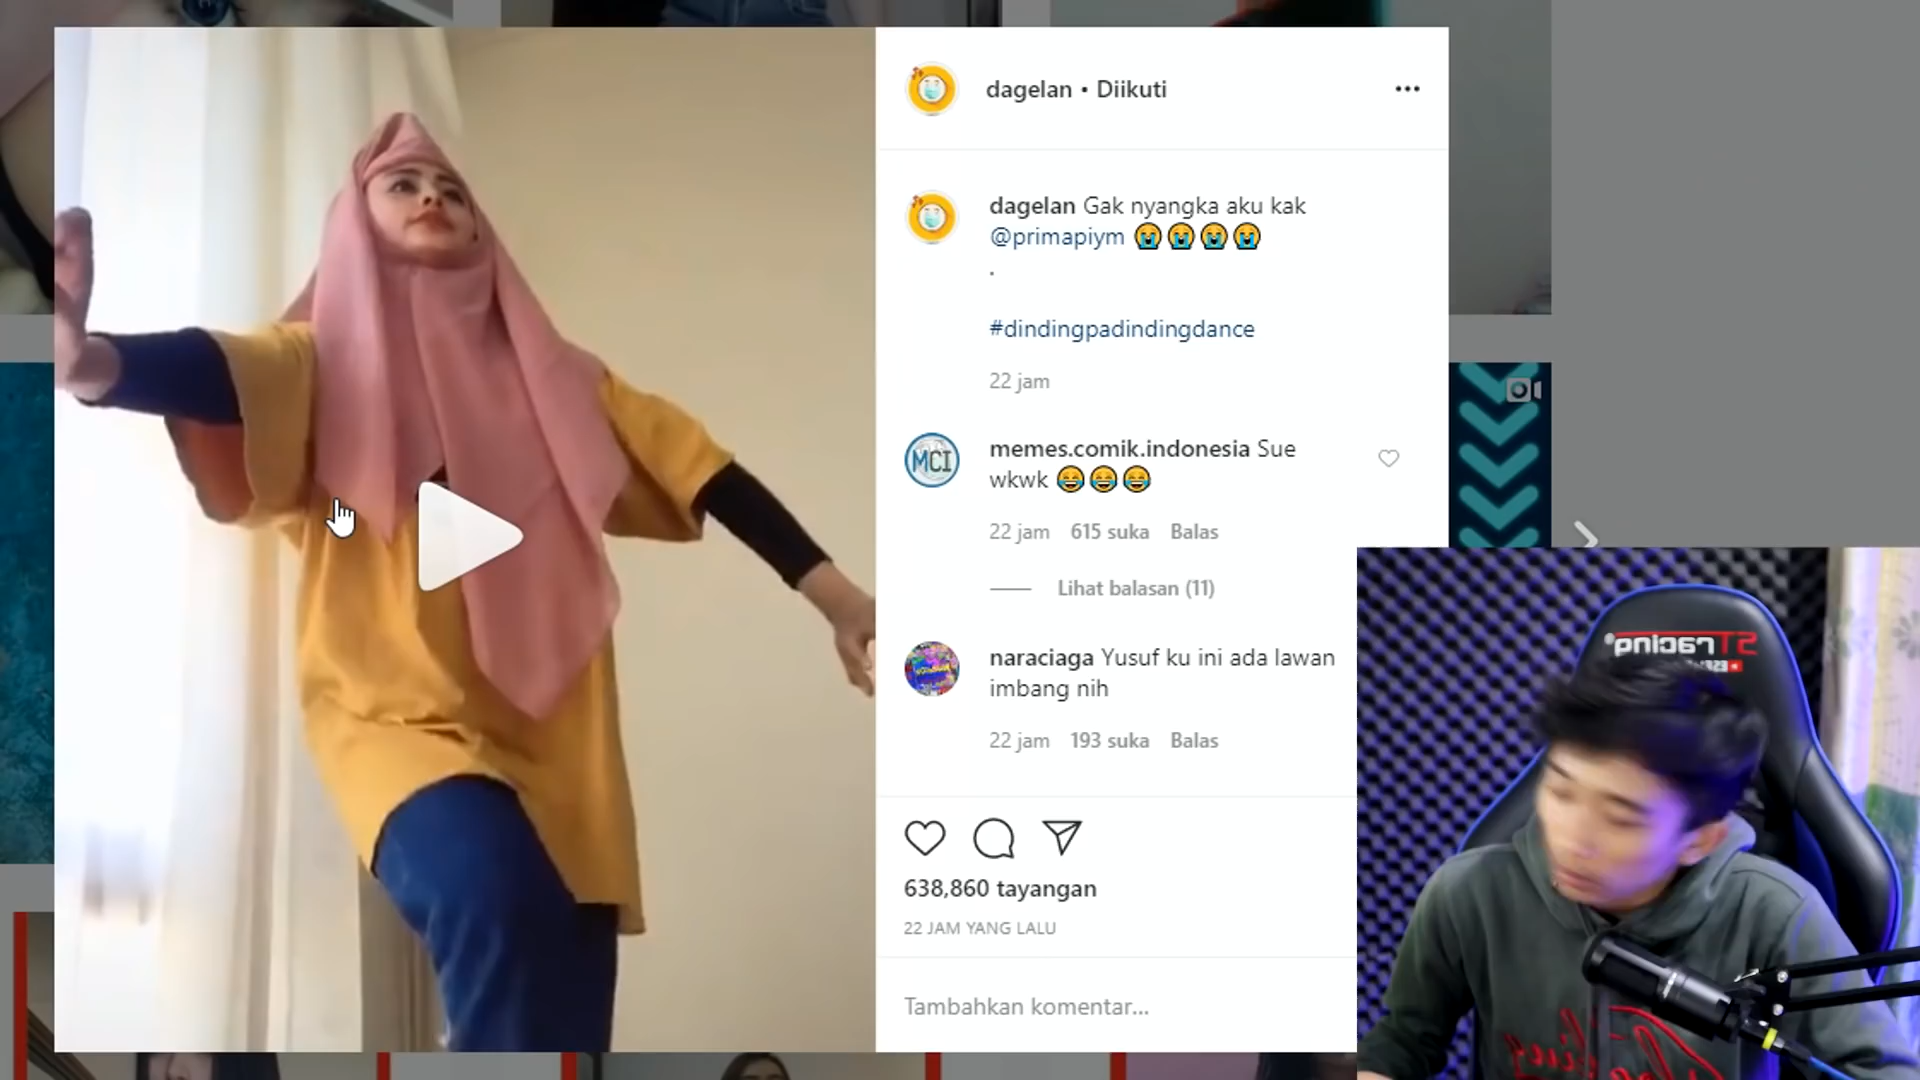 dagelan • Diikuti
dagelan Gak nyangka aku kak
@primapiym 😭😭😭😭
.
#dindingpadindingdance
22 jam
MCI
memes.comik.indonesia Sue
wkwk 😂😂😂
22 jam 615 suka Balas
Lihat balasan (11)
naraciaga Yusuf ku ini ada lawan
imbang nih
22 jam 193 suka Balas
638,860 tayangan
22 JAM YANG LALU
Tambahkan komentar...
ST racing